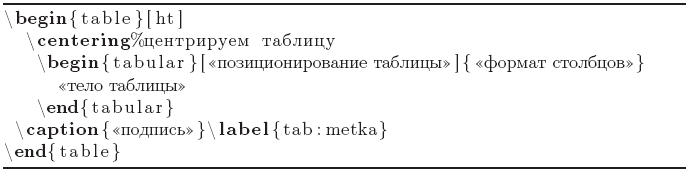 \begin{table}[ht]
\centering%центрируем таблицу
\begin{tabular}[«позиционирование таблицы»]{«формат столбцов»}
«тело таблицы»
\end{tabular}
\caption{«подпись»}\label{tab:metka}
\end{table}